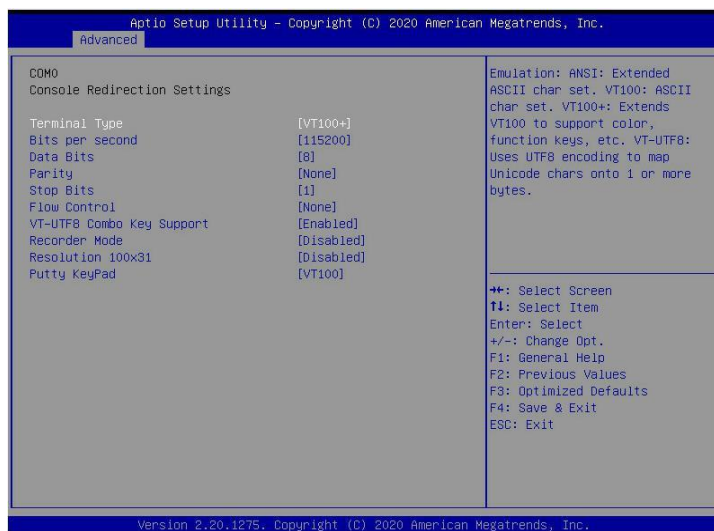 Aptio Setup Utility – Copyright (C) 2020 American Megatrends, Inc.
Advanced
COM0
Console Redirection Settings
Terminal Type [VT100+]
Bits per second [115200]
Data Bits [8]
Parity [None]
Stop Bits [1]
Flow Control [None]
VT-UTF8 Combo Key Support [Enabled]
Recorder Mode [Disabled]
Resolution 100x31 [Disabled]
Putty KeyPad [VT100]
Emulation: ANSI: Extended
ASCII char set. VT100: ASCII
char set. VT100+: Extends
VT100 to support color,
function keys, etc. VT-UTF8:
Uses UTF8 encoding to map
Unicode chars onto 1 or more
bytes.
→←: Select Screen
↑↓: Select Item
Enter: Select
+/-: Change Opt.
F1: General Help
F2: Previous Values
F3: Optimized Defaults
F4: Save & Exit
ESC: Exit
Version 2.20.1275. Copyright (C) 2020 American Megatrends, Inc.